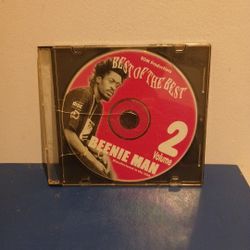 BEST OF THE BEST
BEENIE MAN
2
Volume